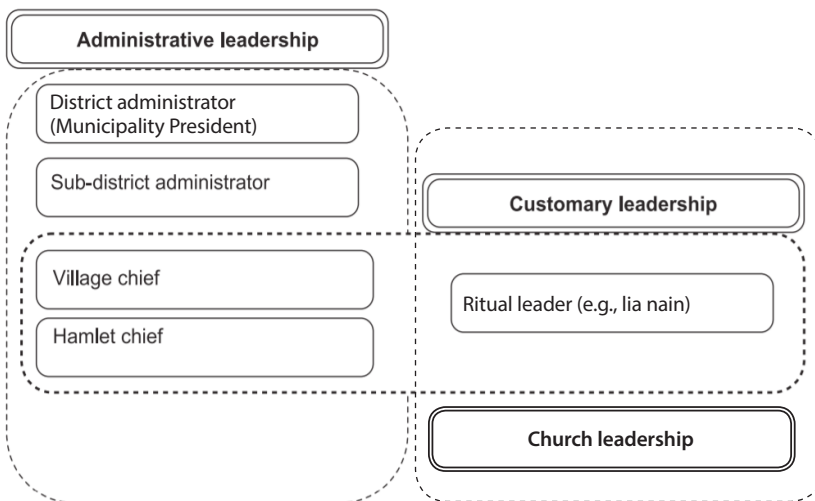 Administrative leadership
District administrator
(Municipality President)
Sub-district administrator
Customary leadership
Village chief
Ritual leader (e.g., lia nain)
Hamlet chief
Church leadership